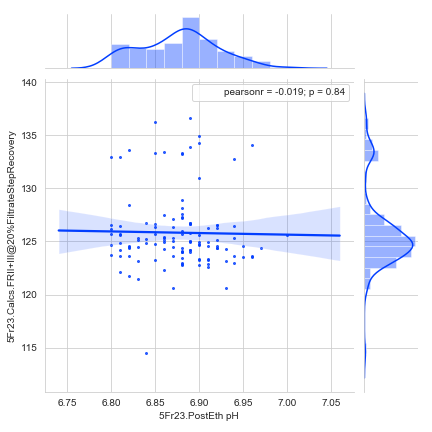 pearsonr = -0.019; p = 0.84
140
135
130
125
120
115
5Fr23.Calcs.FRII+III@20%FiltrateStepRecovery
6.75 6.80 6.85 6.90 6.95 7.00 7.05
5Fr23.PostEth pH